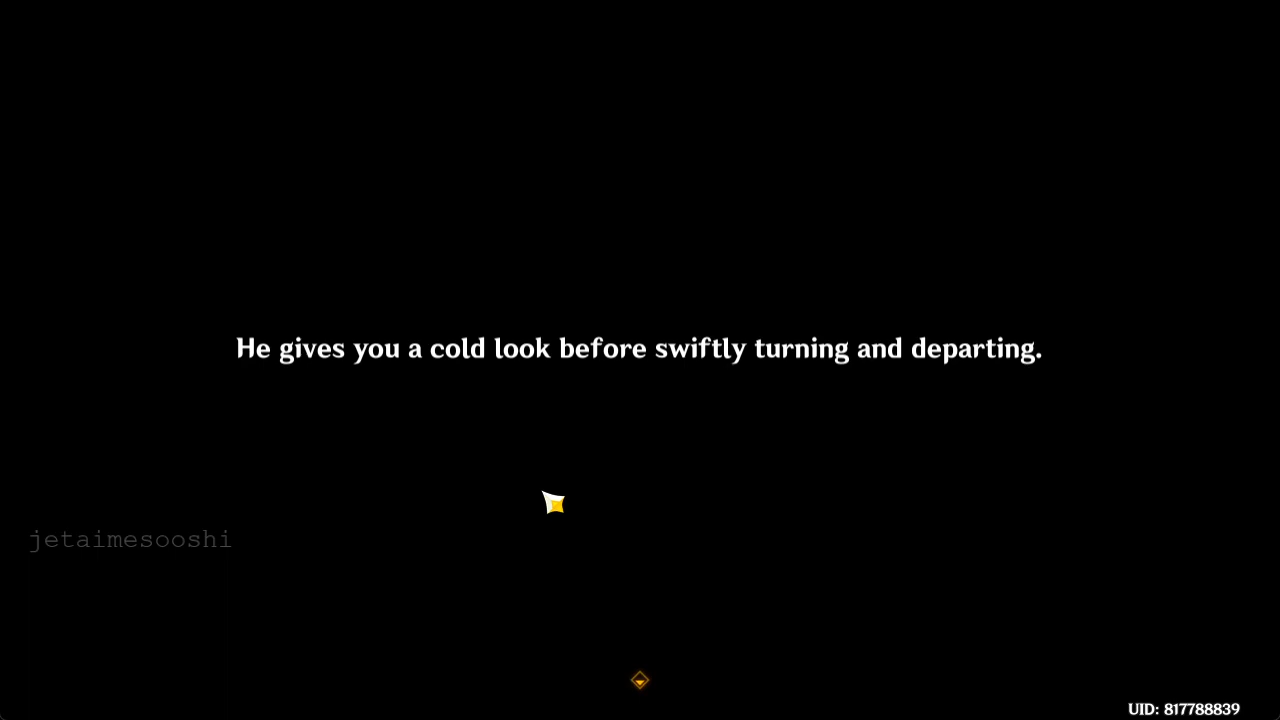 He gives you a cold look before swiftly turning and departing.
jetaimesooshi
UID: 817788839